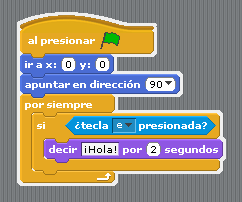 al presionar
ir a x: 0 y: 0
apuntar en dirección 90
por siempre
si ¿tecla e presionada?
decir ¡Hola! por 2 segundos